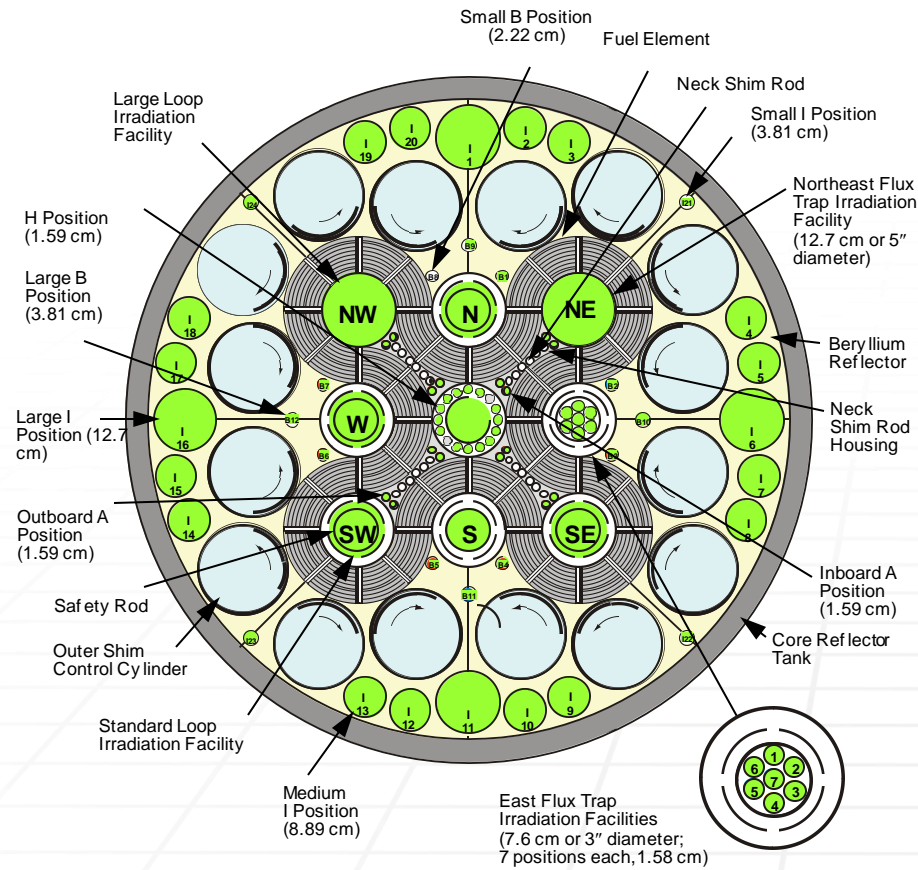 Small B Position
(2.22 cm)
Fuel Element
Neck Shim Rod
Large Loop
Irradiation
Facility
Small I Position
(3.81 cm)
H Position
(1.59 cm)
Northeast Flux
Trap Irradiation
Facility
(12.7 cm or 5″
diameter)
Large B
Position
(3.81 cm)
Beryllium
Reflector
Large I
Position (12.7
cm)
Neck
Shim Rod
Housing
Outboard A
Position
(1.59 cm)
Inboard A
Position
(1.59 cm)
Safety Rod
Core Reflector
Tank
Outer Shim
Control Cylinder
Standard Loop
Irradiation Facility
Medium
I Position
(8.89 cm)
East Flux Trap
Irradiation Facilities
(7.6 cm or 3″ diameter;
7 positions each,1.58 cm)
I
19
I
20
I
1
I
2
I
3
I24
I21
B9
B8
B1
NW
N
NE
I
18
I
4
I
17
I
5
B7
B2
I
16
B12
W
B10
I
6
B6
I
15
I
7
I
14
I
8
SW
S
SE
B5
B4
B11
I23
I22
I
13
I
12
I
11
I
10
I
9
1
6
2
7
5
3
4